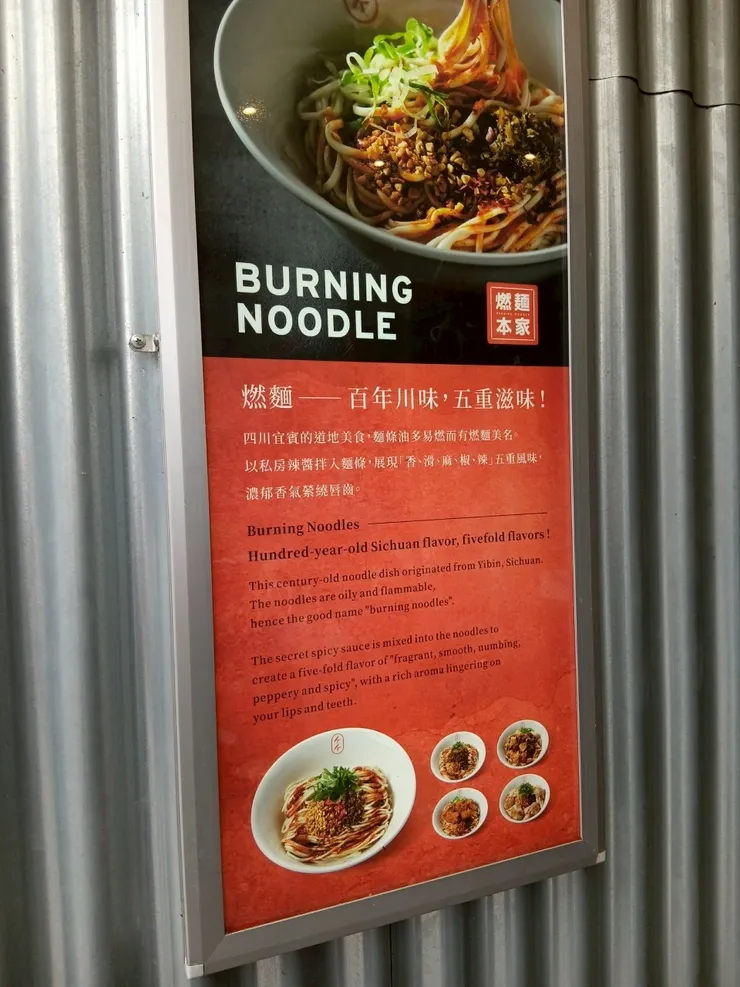 BURNING
NOODLE
燃麵
本家
燃麵——百年川味,五重滋味!
四川宜賓的道地美食,麵條油多易燃而有燃麵美名。
以私房辣醬拌入麵條,展現「香、滑、麻、椒、辣」五重風味,
濃郁香氣縈繞唇齒。
Burning Noodles
Hundred-year-old Sichuan flavor, fivefold flavors!
This century-old noodle dish originated from Yibin, Sichuan.
The noodles are oily and flammable,
hence the good name "burning noodles".
The secret spicy sauce is mixed into the noodles to
create a five-fold flavor of "fragrant, smooth, numbing,
peppery and spicy", with a rich aroma lingering on
your lips and teeth.